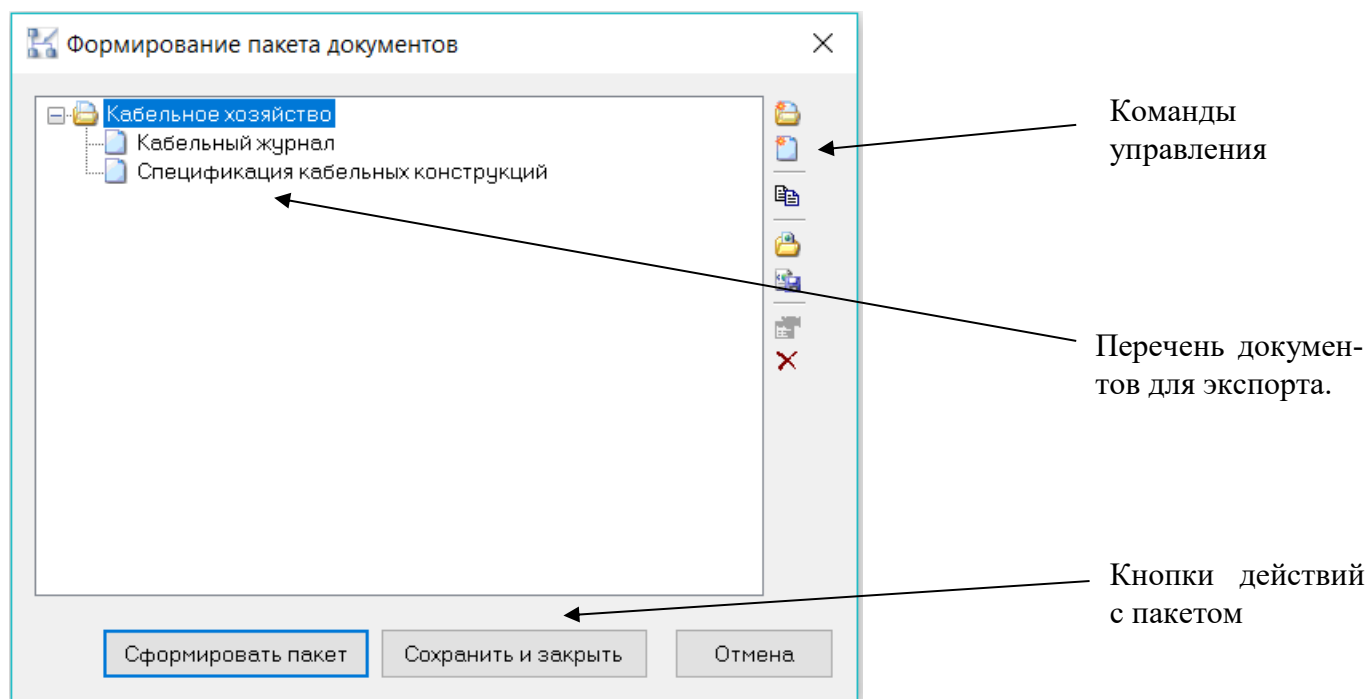 Формирование пакета документов
Кабельное хозяйство
Кабельный журнал
Спецификация кабельных конструкций
Команды
управления
Перечень докумен-
тов для экспорта.
Кнопки действий
с пакетом
Сформировать пакет
Сохранить и закрыть
Отмена